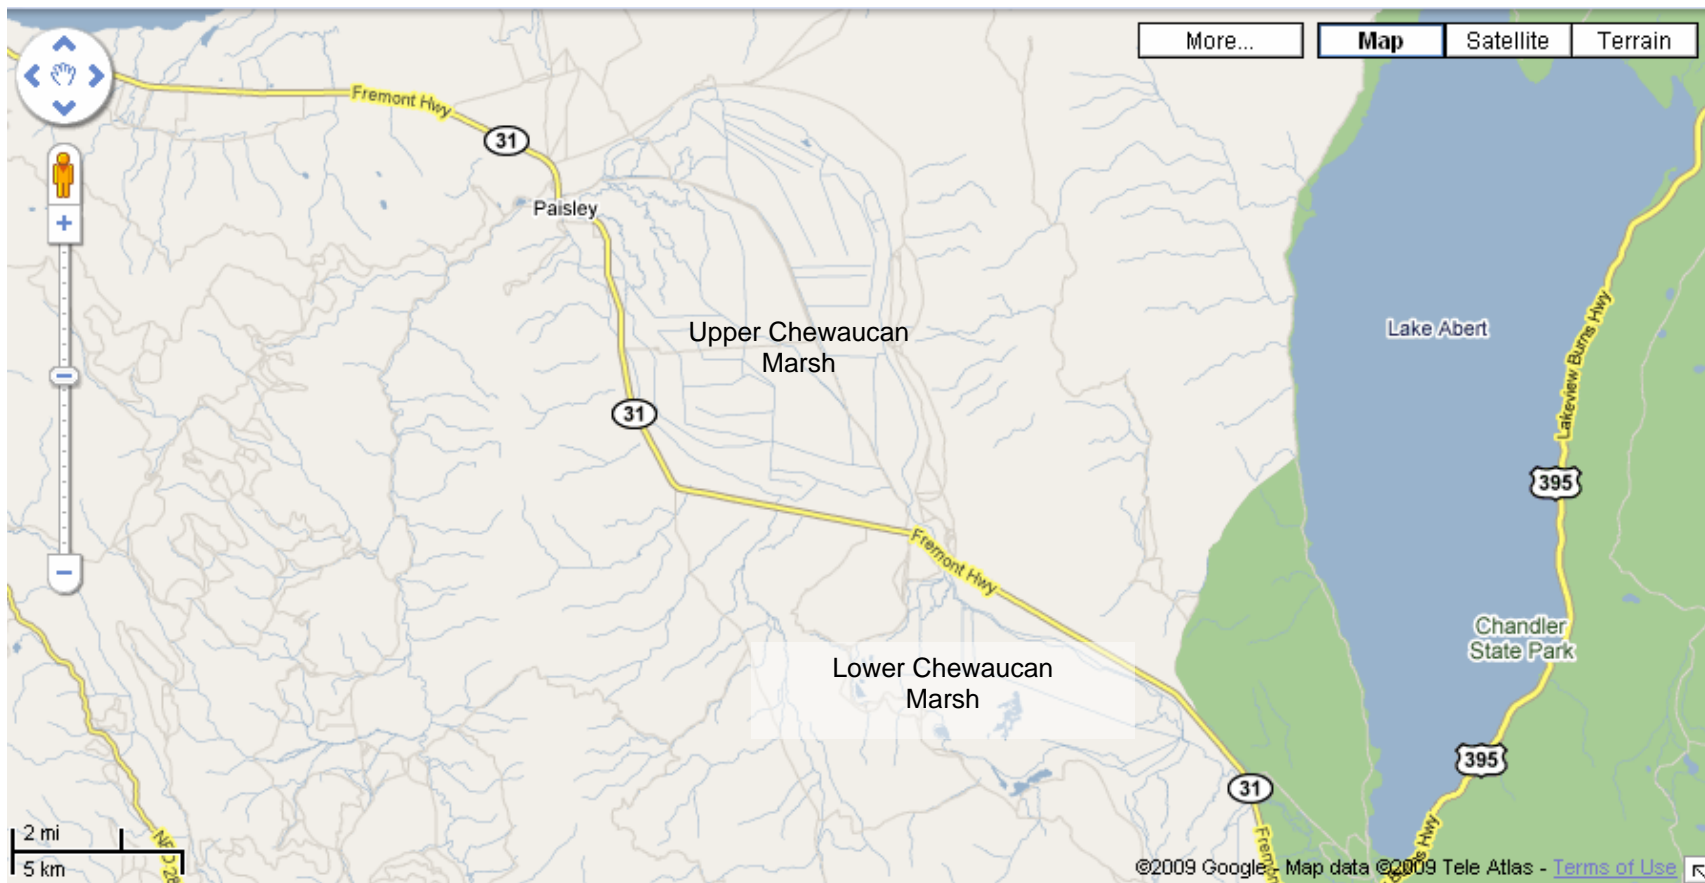 More...
Map
Satellite
Terrain
Fremont Hwy
31
Paisley
Upper Chewaucan
Marsh
Lake Abert
Lakeview Burns Hwy
31
395
Fremont Hwy
Chandler
State Park
Lower Chewaucan
Marsh
395
31
2 mi
5 km
©2009 Google - Map data ©2009 Tele Atlas - Terms of Use